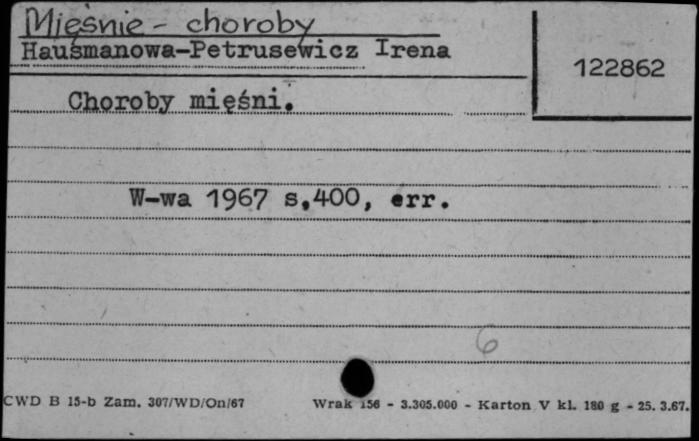 Mięśnie - choroby
Hausmanowa-Petrusewicz Irena
122862
Choroby mięśni.
W-wa 1967 s.400, err.
6
CWD B 15-b Zam. 307/WD/On/67 Wrak 156 - 3.305.000 - Karton V kl. 180 g - 25. 3.67.